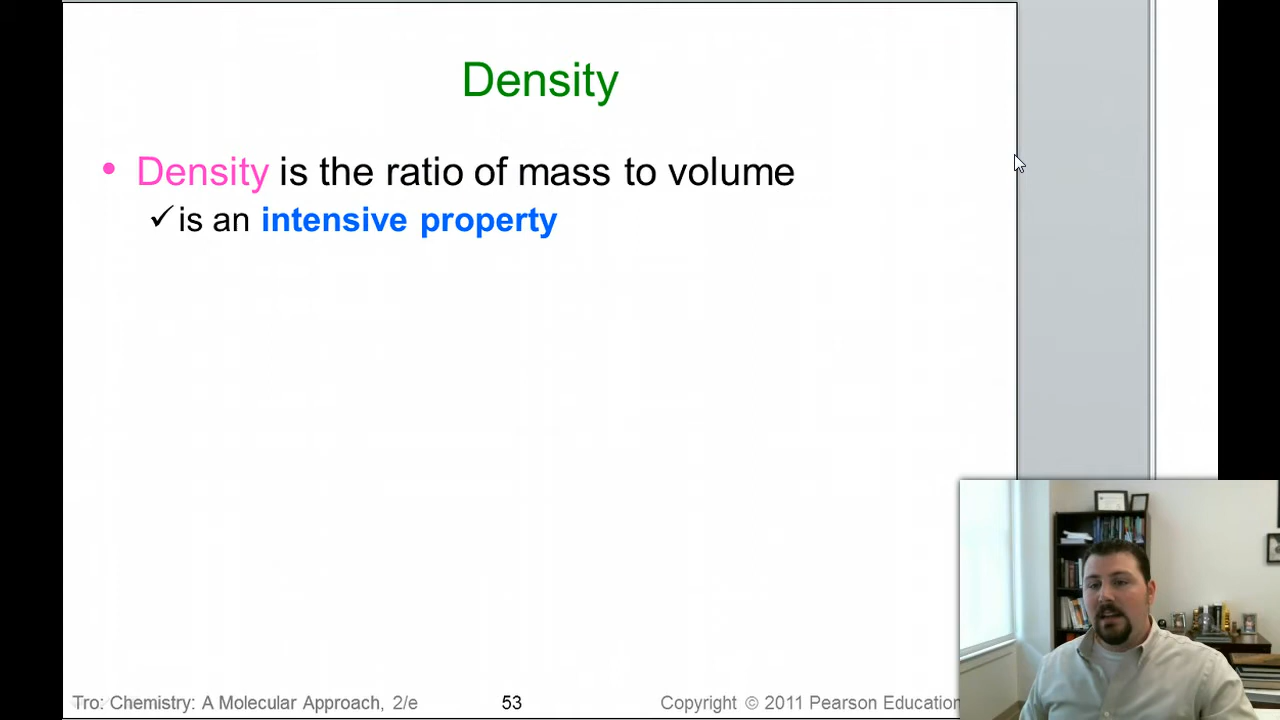 Density
• Density is the ratio of mass to volume
✓is an intensive property
Tro: Chemistry: A Molecular Approach, 2/e 53 Copyright © 2011 Pearson Education